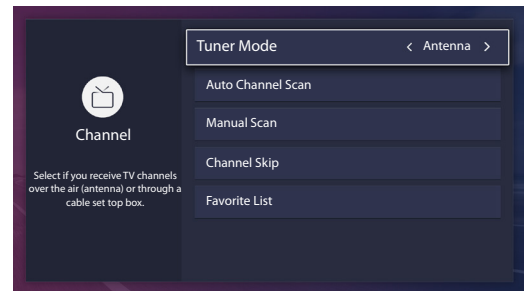 Channel
Select if you receive TV channels
over the air (antenna) or through a
cable set top box.
Tuner Mode < Antenna >
Auto Channel Scan
Manual Scan
Channel Skip
Favorite List